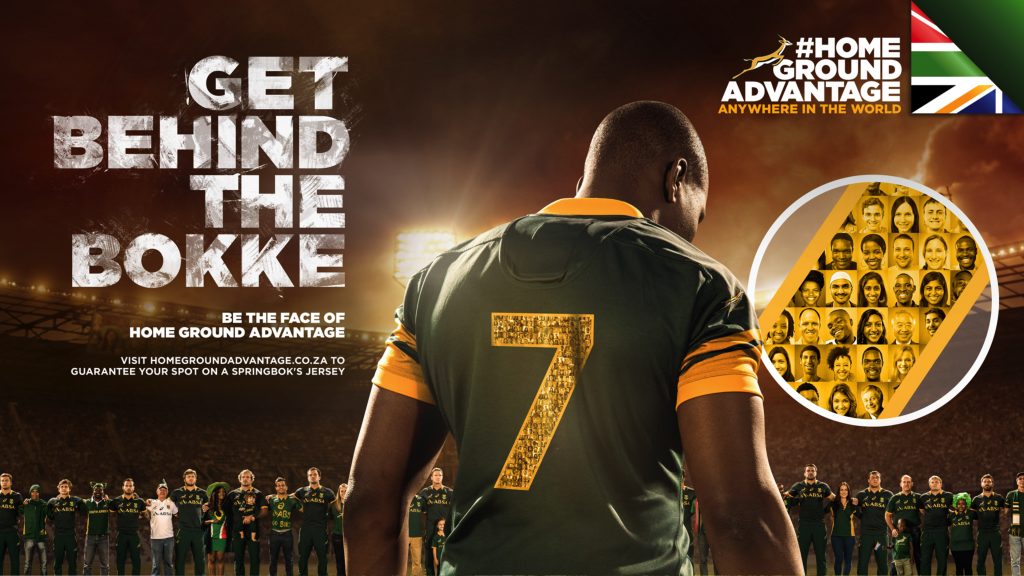 GET
BEHIND
THE
BOKKE
BE THE FACE OF
HOME GROUND ADVANTAGE
VISIT HOMEGROUNDADVANTAGE.CO.ZA TO
GUARANTEE YOUR SPOT ON A SPRINGBOK'S JERSEY
#HOME
GROUND
ADVANTAGE
ANYWHERE IN THE WORLD
7